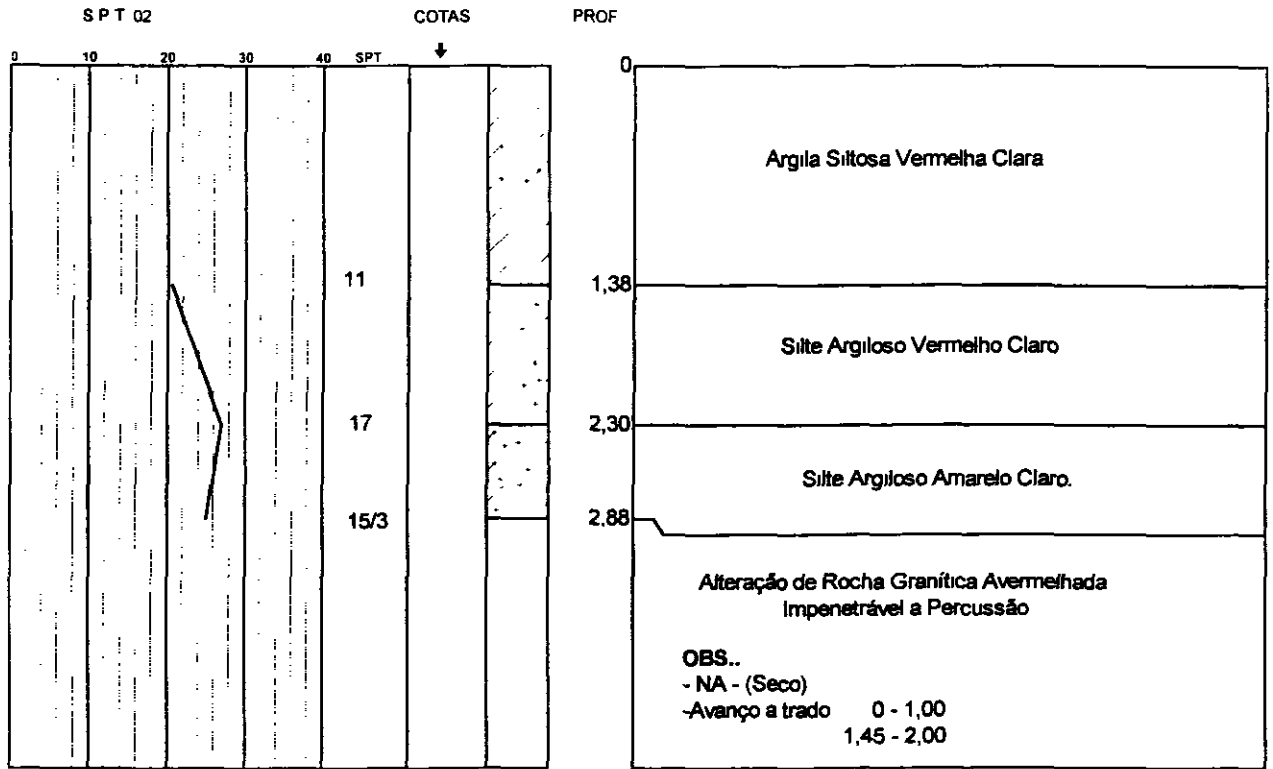 S P T 02 COTAS PROF
0 10 20 30 40 SPT
0
Argila Siltosa Vermelha Clara
11 1,38
Silte Argiloso Vermelho Claro
17 2,30
Silte Argiloso Amarelo Claro.
15/3 2,88
Alteração de Rocha Granítica Avermelhada
Impenetrável a Percussão
OBS..
- NA - (Seco)
-Avanço a trado 0 - 1,00
1,45 - 2,00